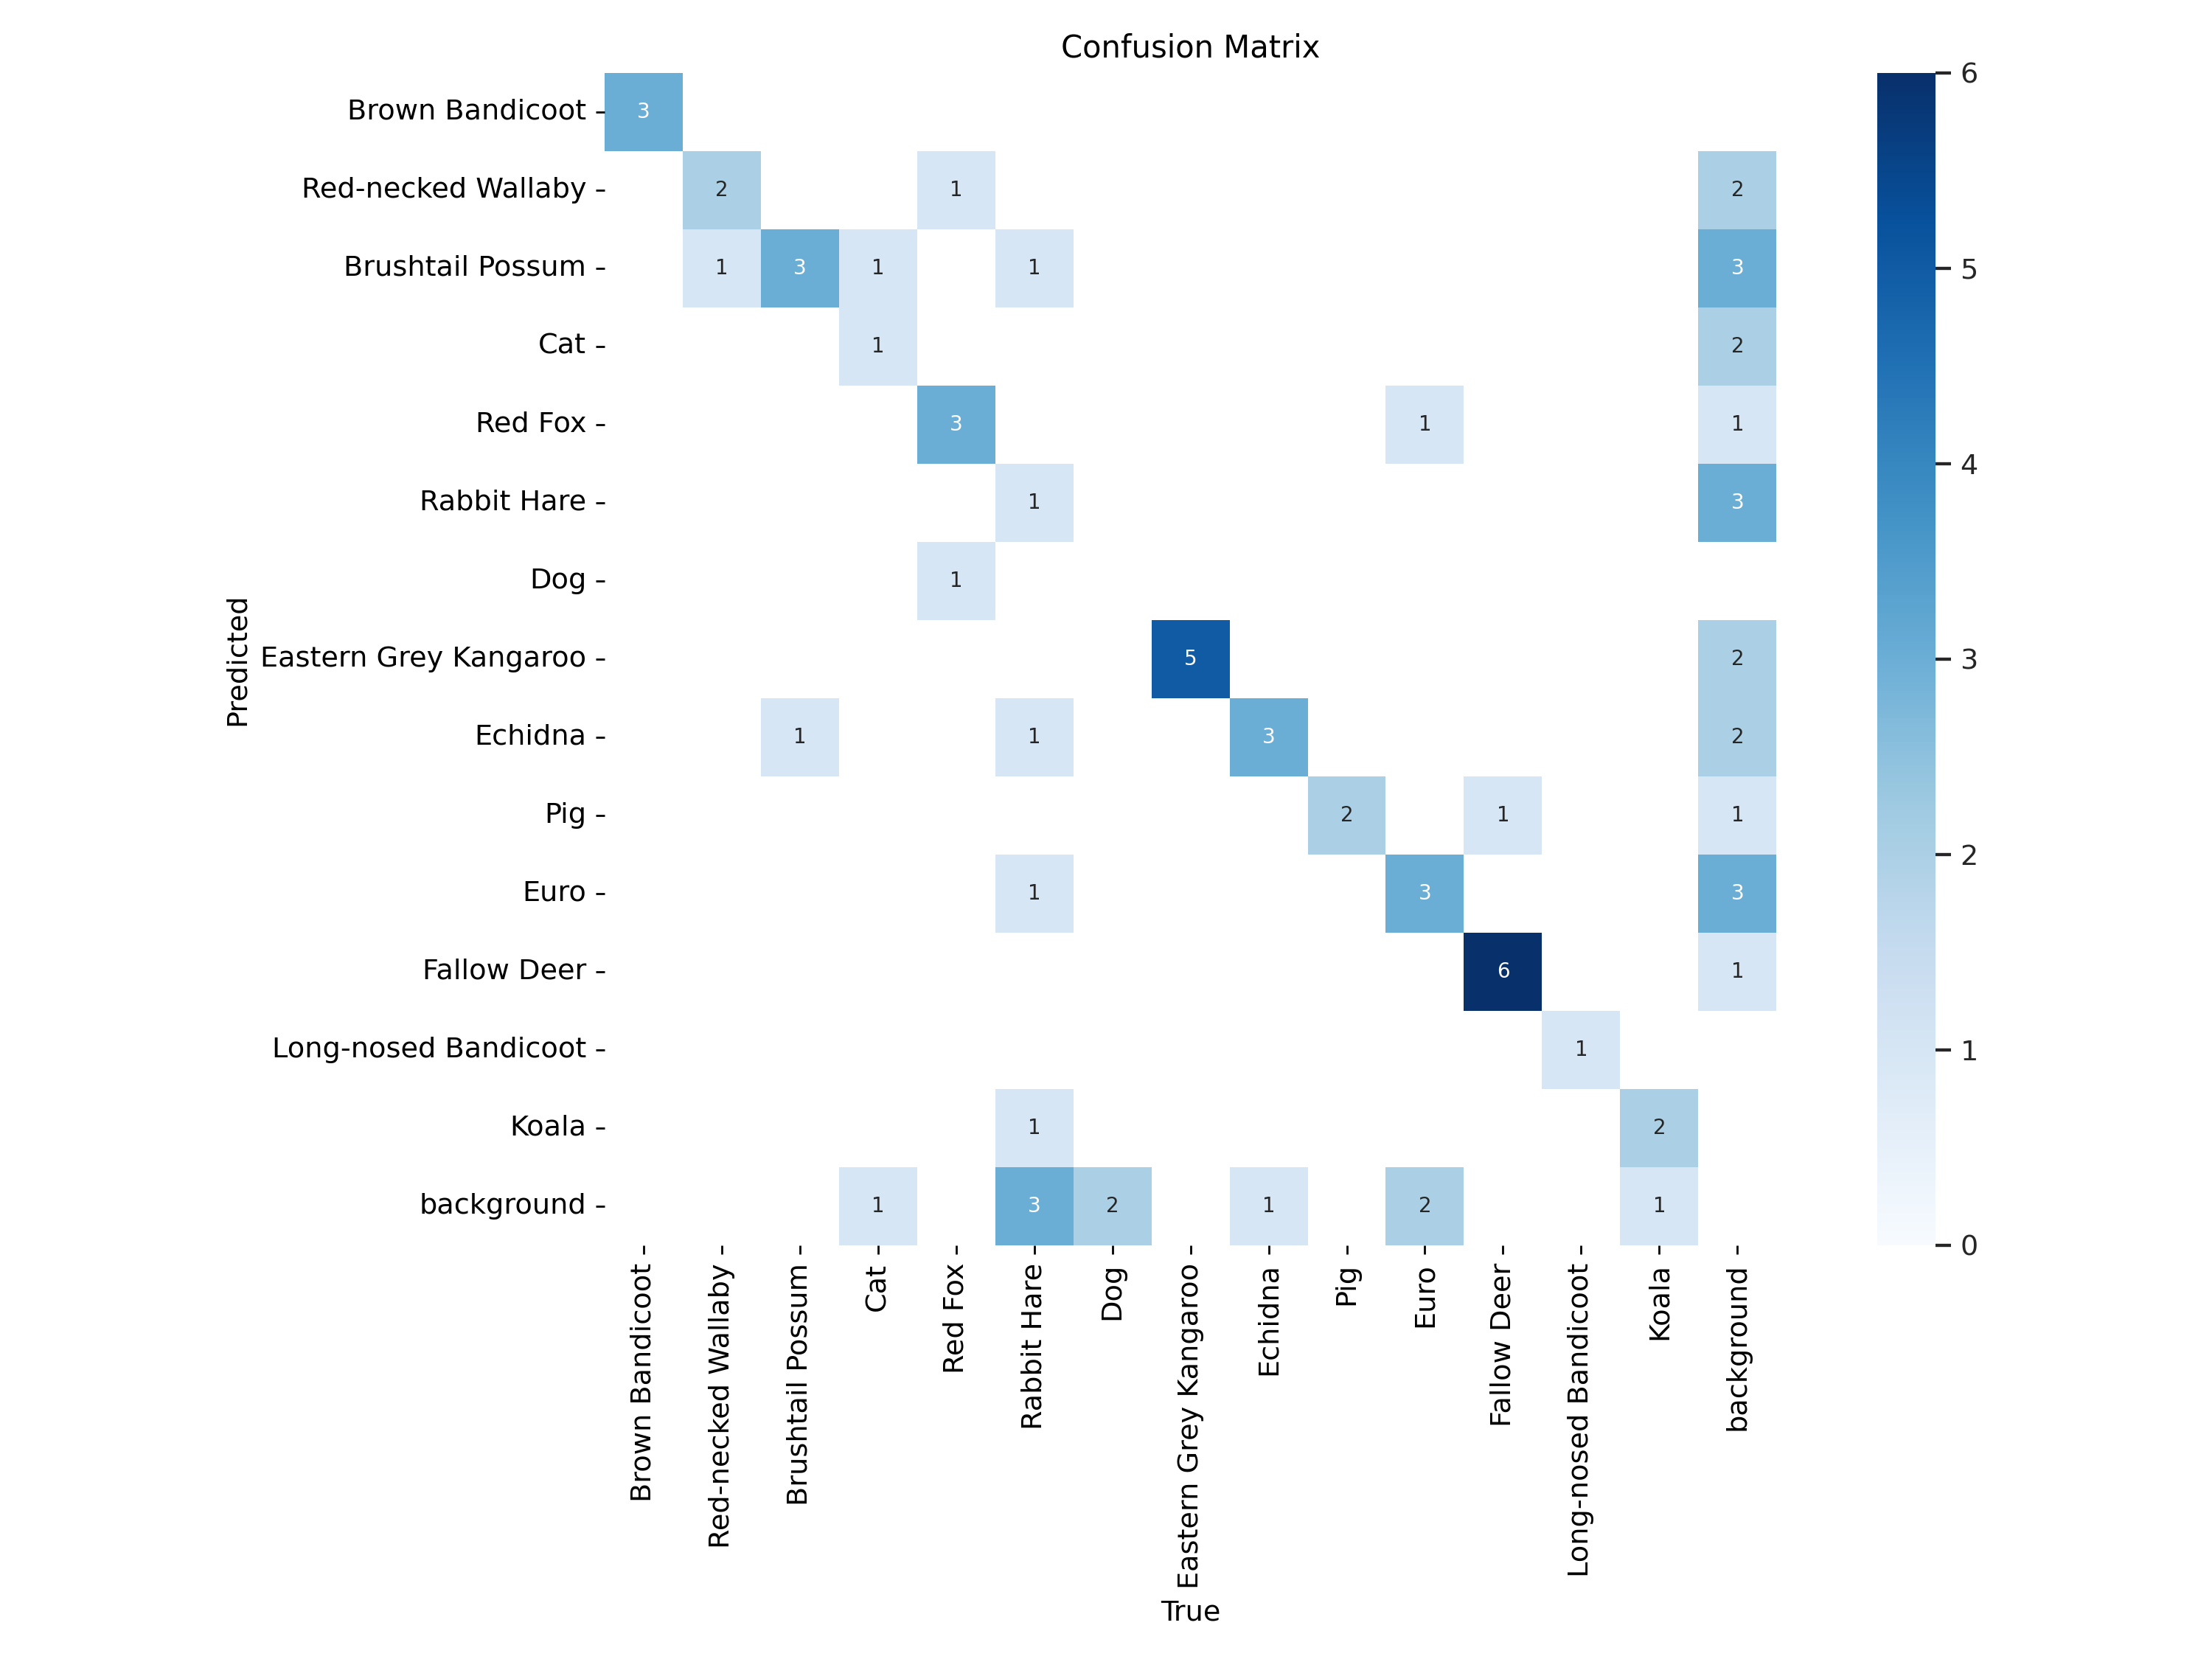 Confusion Matrix
Predicted
Brown Bandicoot 3
Red-necked Wallaby 2 1 2
Brushtail Possum 1 3 1 1 3
Cat 1 2
Red Fox 3 1 1
Rabbit Hare 1 3
Dog 1
Eastern Grey Kangaroo 5 2
Echidna 1 1 3 2
Pig 2 1 1
Euro 1 3 3
Fallow Deer 6 1
Long-nosed Bandicoot 1
Koala 1 2
background 1 3 2 1 2 1
Brown Bandicoot
Red-necked Wallaby
Brushtail Possum
Cat
Red Fox
Rabbit Hare
Dog
Eastern Grey Kangaroo
Echidna
Pig
Euro
Fallow Deer
Long-nosed Bandicoot
Koala
background
True
6
5
4
3
2
1
0